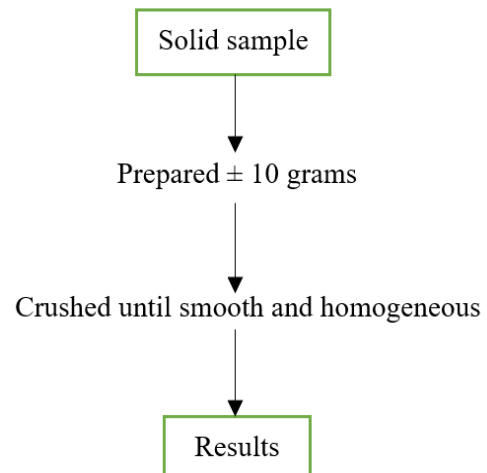 Solid sample
Prepared ± 10 grams
Crushed until smooth and homogeneous
Results